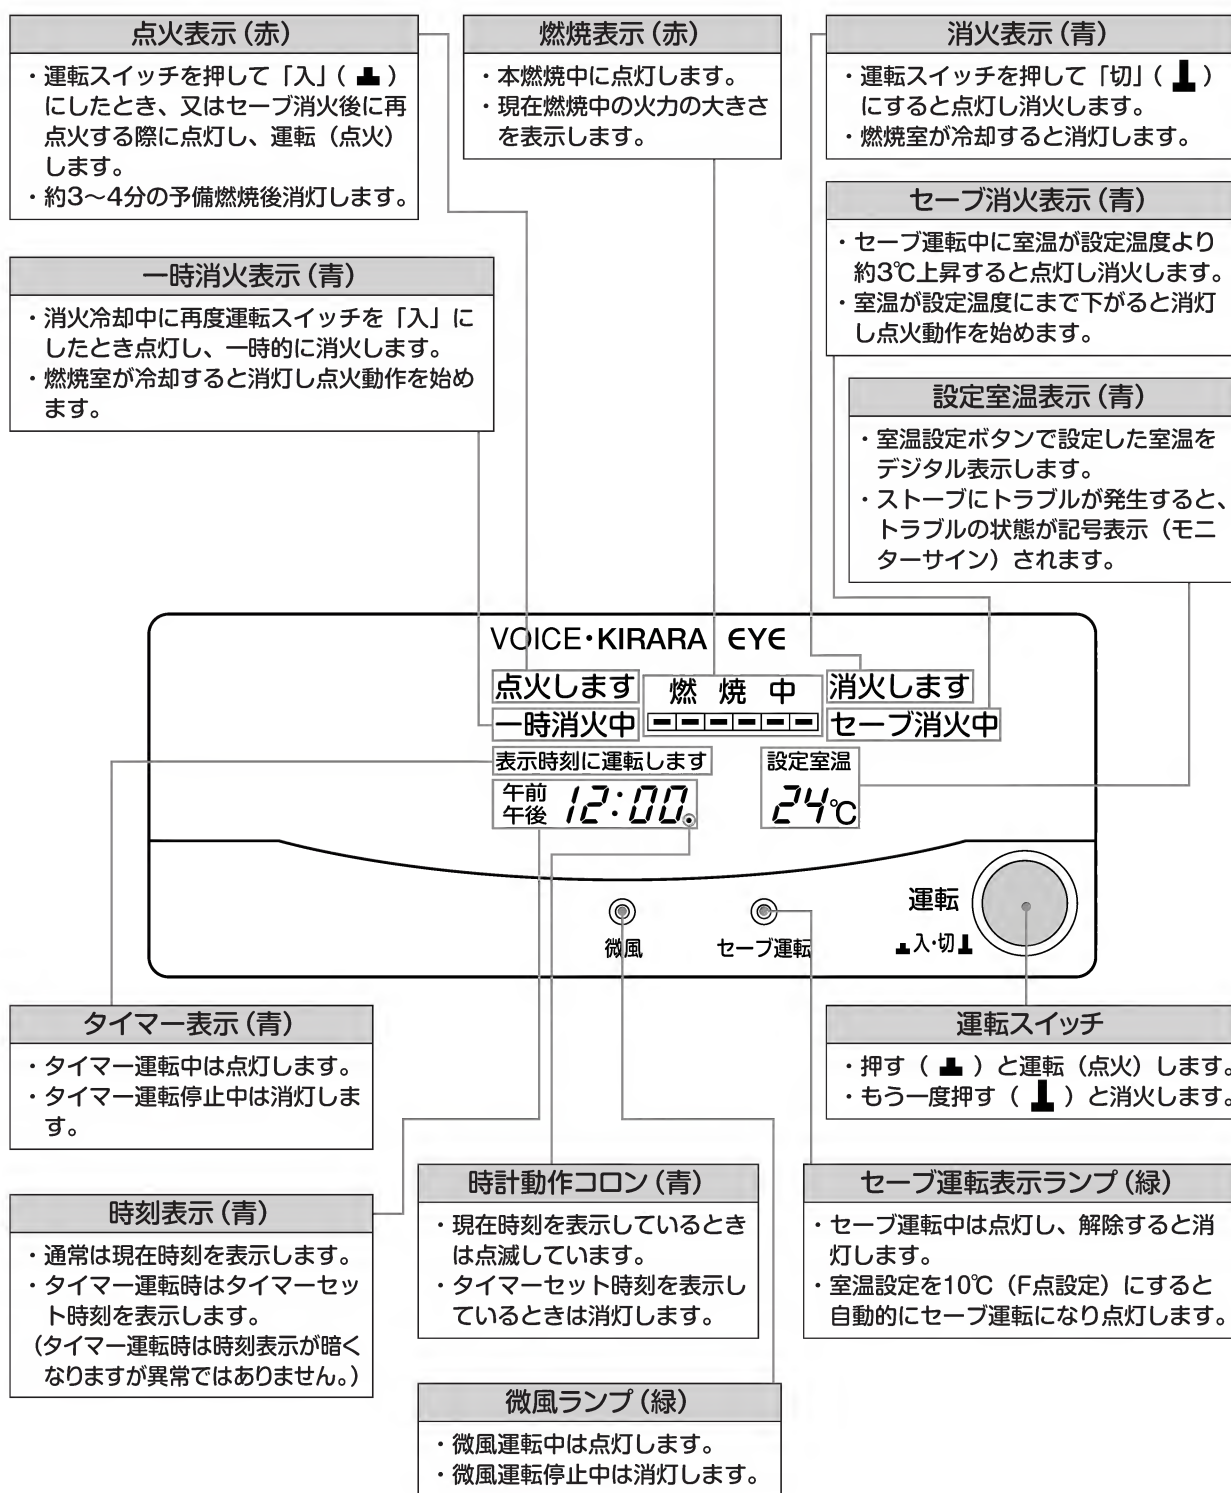 点火表示（赤）
・運転スイッチを押して「入」（ ）
にしたとき、又はセーブ消火後に再
点火する際に点灯し、運転（点火）
します。
・約3～4分の予備燃焼後消灯します。
燃焼表示（赤）
・本燃焼中に点灯します。
・現在燃焼中の火力の大きさ
を表示します。
消火表示（青）
・運転スイッチを押して「切」（ ）
にすると点灯し消火します。
・燃焼室が冷却すると消灯します。
セーブ消火表示（青）
・セーブ運転中に室温が設定温度より
約3℃上昇すると点灯し消火します。
・室温が設定温度にまで下がると消灯
し点火動作を始めます。
一時消火表示（青）
・消火冷却中に再度運転スイッチを「入」に
したとき点灯し、一時的に消火します。
・燃焼室が冷却すると消灯し点火動作を始め
ます。
設定室温表示（青）
・室温設定ボタンで設定した室温を
デジタル表示します。
・ストーブにトラブルが発生すると、
トラブルの状態が記号表示（モニ
ターサイン）されます。
VOICE・KIRARA EYE
点火します
燃 焼 中
消火します
一時消火中
セーブ消火中
表示時刻に運転します
設定室温
午前
午後
12:00.
24℃
微風
セーブ運転
運転
入・切
タイマー表示（青）
・タイマー運転中は点灯します。
・タイマー運転停止中は消灯しま
す。
運転スイッチ
・押す（ ）と運転（点火）します。
・もう一度押す（ ）と消火します。
時刻表示（青）
・通常は現在時刻を表示します。
・タイマー運転時はタイマーセッ
ト時刻を表示します。
（タイマー運転時は時刻表示が暗く
なりますが異常ではありません。）
時計動作コロン（青）
・現在時刻を表示しているとき
は点滅しています。
・タイマーセット時刻を表示し
ているときは消灯します。
セーブ運転表示ランプ（緑）
・セーブ運転中は点灯し、解除すると消
灯します。
・室温設定を10℃（F点設定）にすると
自動的にセーブ運転になり点灯します。
微風ランプ（緑）
・微風運転中は点灯します。
・微風運転停止中は消灯します。